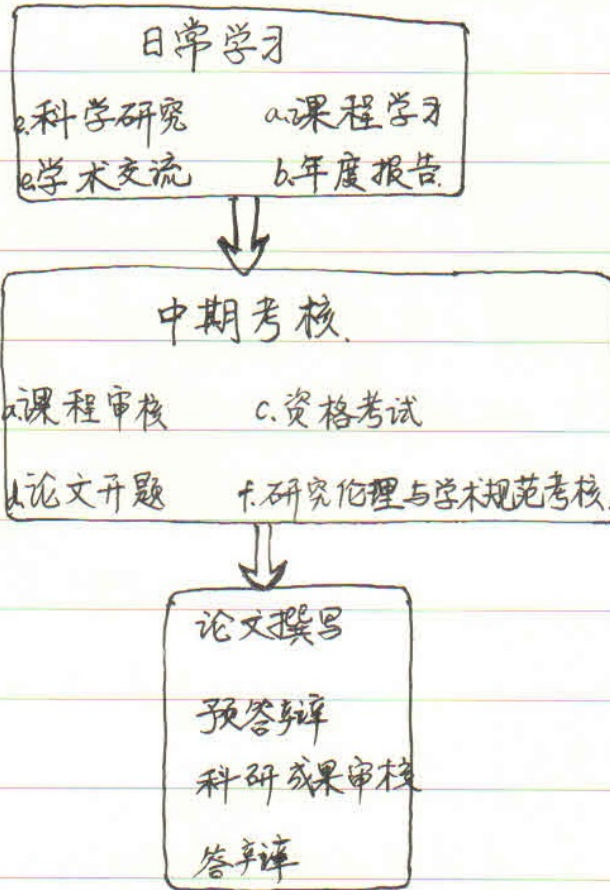 日常学习
e.科学研究 a.课程学习
e.学术交流 b.年度报告.
中期考核.
a.课程审核 c.资格考试
d.论文开题 f.研究伦理与学术规范考核.
论文撰写
预答辩
科研成果审核
答辩